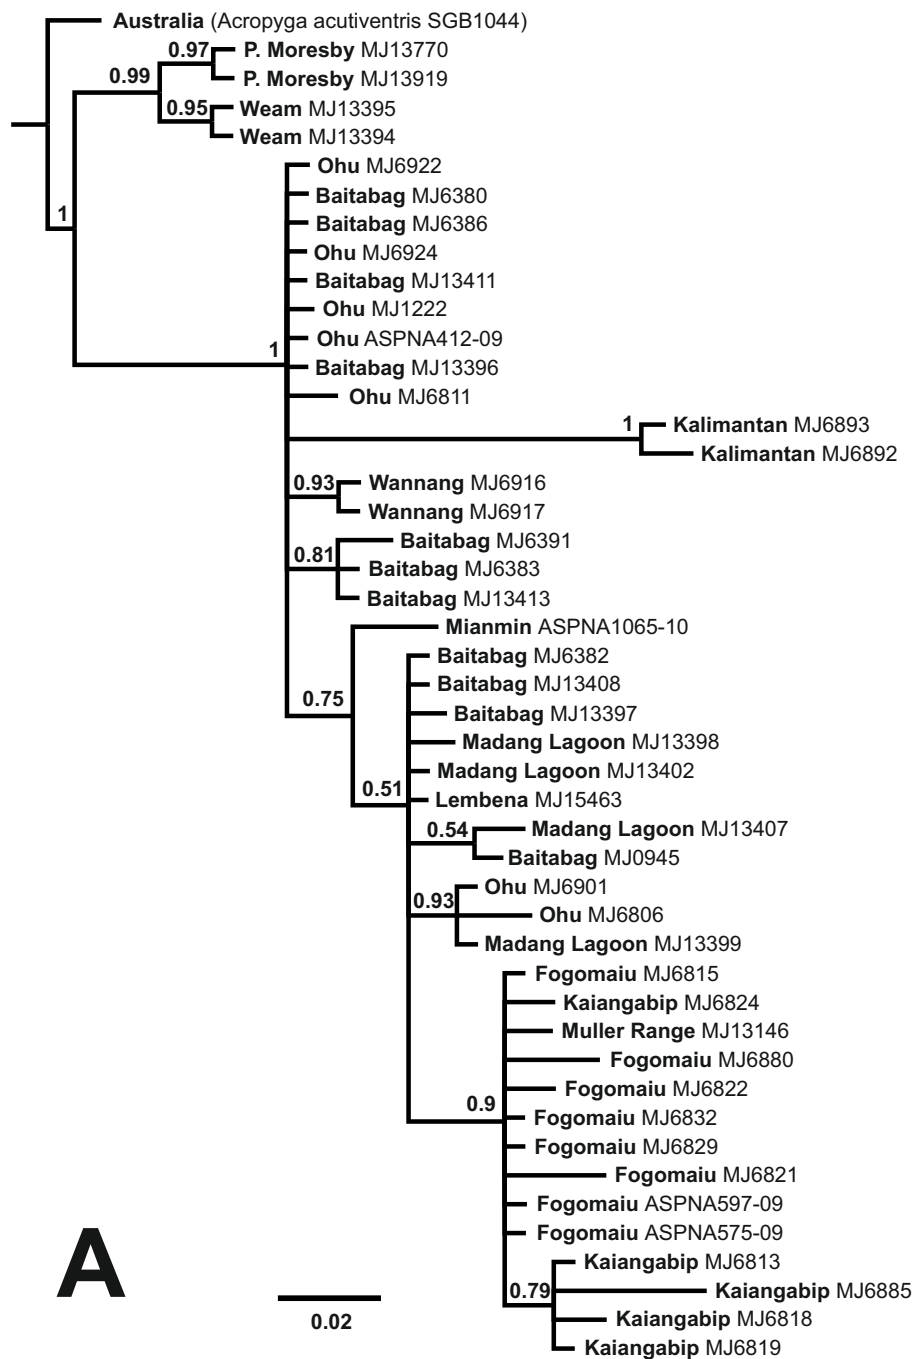 Australia (Acropyga acutiventris SGB1044)
0.97 P. Moresby MJ13770
0.99 P. Moresby MJ13919
0.95 Weam MJ13395
Weam MJ13394
Ohu MJ6922
Baitabag MJ6380
1 Baitabag MJ6386
Ohu MJ6924
Baitabag MJ13411
Ohu MJ1222
Ohu ASPNA412-09
1 Baitabag MJ13396
Ohu MJ6811
1 Kalimantan MJ6893
Kalimantan MJ6892
0.93 Wannang MJ6916
Wannang MJ6917
Baitabag MJ6391
0.81 Baitabag MJ6383
Baitabag MJ13413
Mianmin ASPNA1065-10
Baitabag MJ6382
0.75 Baitabag MJ13408
Baitabag MJ13397
Madang Lagoon MJ13398
Madang Lagoon MJ13402
0.51 Lembena MJ15463
0.54 Madang Lagoon MJ13407
Baitabag MJ0945
Ohu MJ6901
0.93 Ohu MJ6806
Madang Lagoon MJ13399
Fogomaiu MJ6815
Kaiangabip MJ6824
Muller Range MJ13146
Fogomaiu MJ6880
Fogomaiu MJ6822
0.9 Fogomaiu MJ6832
Fogomaiu MJ6829
Fogomaiu MJ6821
Fogomaiu ASPNA597-09
Fogomaiu ASPNA575-09
A
Kaiangabip MJ6813
0.79 Kaiangabip MJ6885
0.02 Kaiangabip MJ6818
Kaiangabip MJ6819